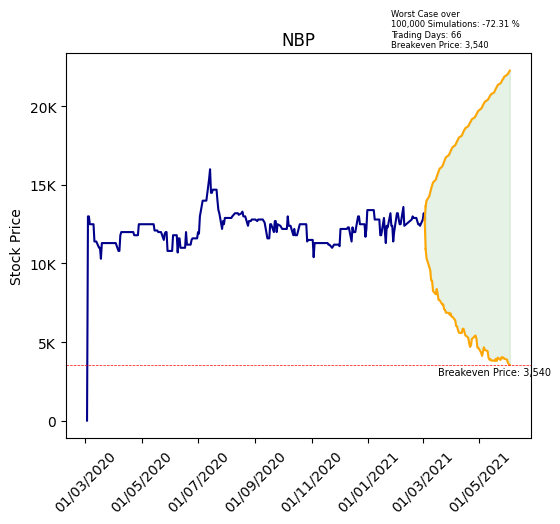 Worst Case over
100,000 Simulations: -72.31 %
Trading Days: 66
Breakeven Price: 3,540
NBP
Stock Price
20K
15K
10K
5K
0
Breakeven Price: 3,540
01/03/2020
01/05/2020
01/07/2020
01/09/2020
01/11/2020
01/01/2021
01/03/2021
01/05/2021